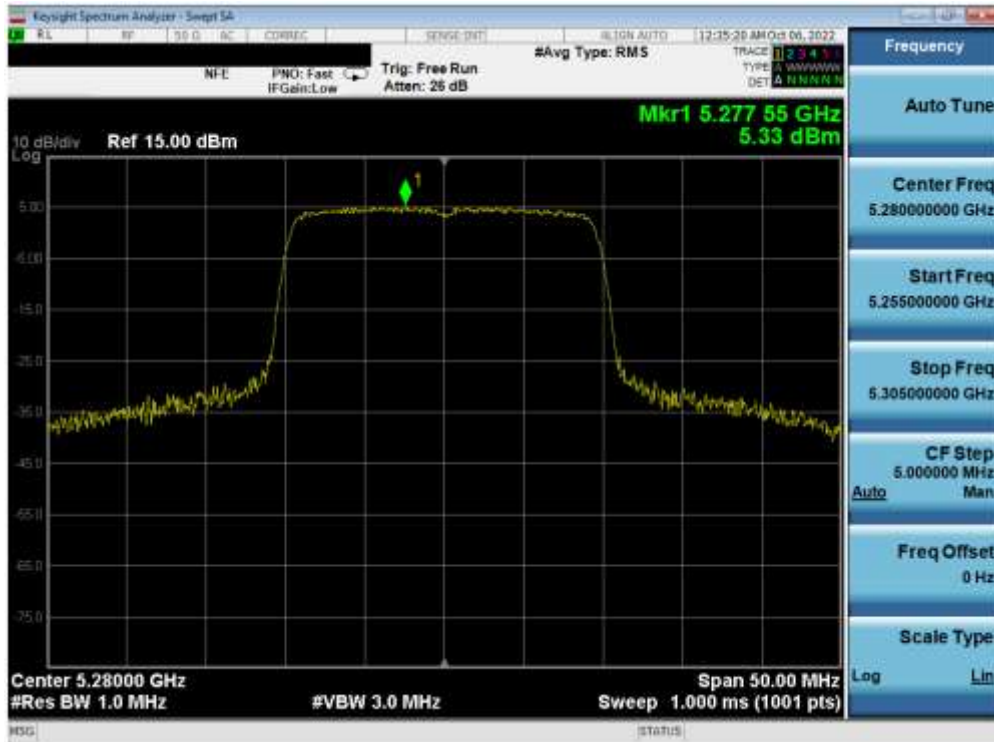 Keysight Spectrum Analyzer - Swept SA
RL RF 50 Ω AC CORREC SENSE:INT ALIGN AUTO 12:35:20 AM Oct 06, 2022
NFE
PNO: Fast
IFGain:Low
Trig: Free Run
Atten: 26 dB
#Avg Type: RMS
TRACE 1 2 3 4 5
TYPE A WWWWW
DET A N N N N N
Mkr1 5.277 55 GHz
5.33 dBm
10 dB/div
Log
Ref 15.00 dBm
1
5.00
-5.00
-15.0
-25.0
-35.0
-45.0
-55.0
-65.0
-75.0
Center 5.28000 GHz
Span 50.00 MHz
#Res BW 1.0 MHz
#VBW 3.0 MHz
Sweep 1.000 ms (1001 pts)
MSG
STATUS
Frequency
Auto Tune
Center Freq
5.280000000 GHz
Start Freq
5.255000000 GHz
Stop Freq
5.305000000 GHz
CF Step
5.000000 MHz
Auto Man
Freq Offset
0 Hz
Scale Type
Log Lin